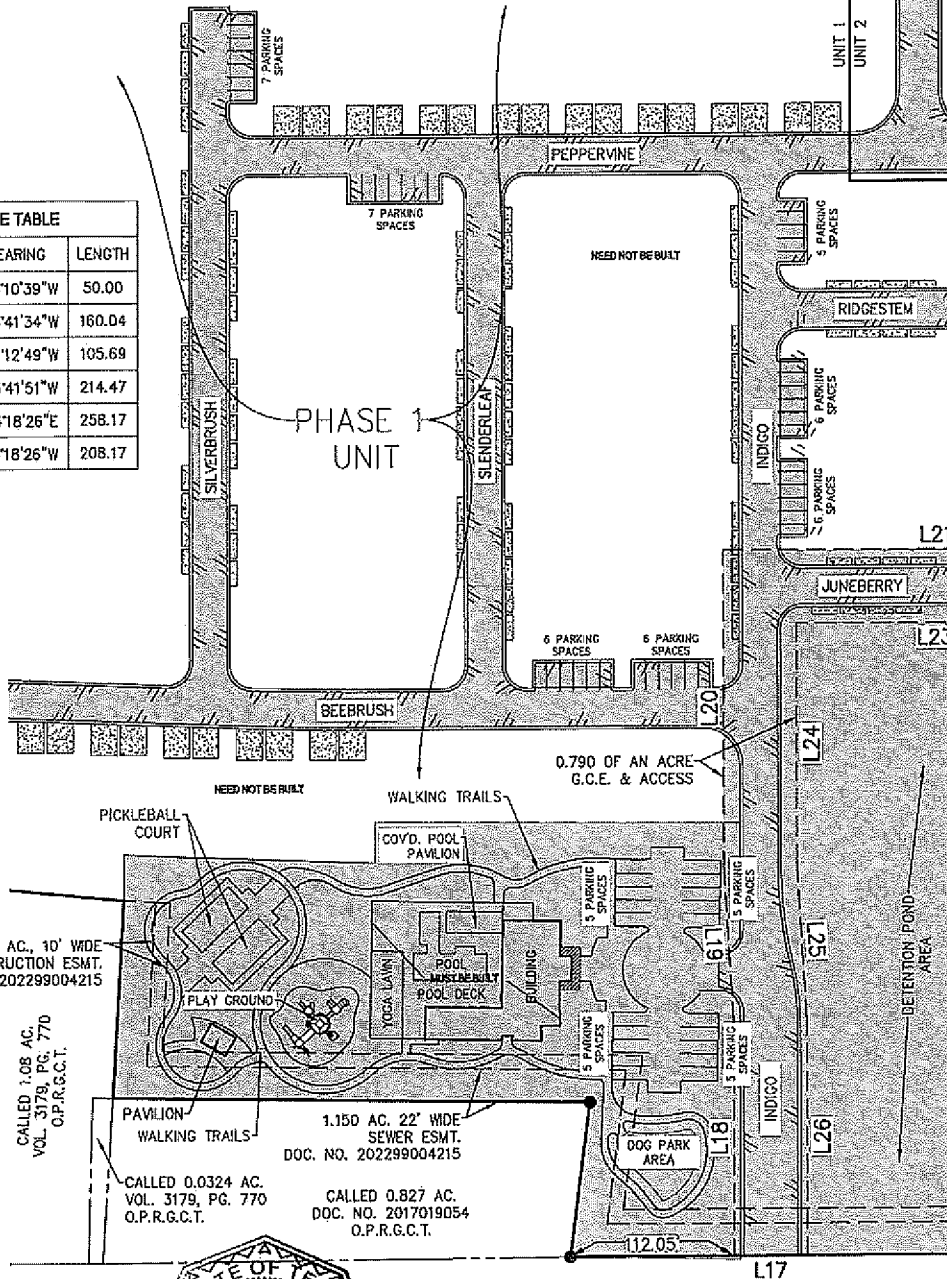 7 PARKING
SPACES
UNIT 1
UNIT 2
PEPPERVINE
7 PARKING
SPACES
5 PARKING
SPACES
NEED NOT BE BUILT
RIDGESTEM
E TABLE
EARING LENGTH
°10'39"W 50.00
°41'34"W 160.04
°12'49"W 105.69
°41'51"W 214.47
°18'26"E 258.17
°18'26"W 208.17
SILVERBRUSH
PHASE 1
UNIT
SLENDERLEAF
INDIGO
6 PARKING
SPACES
6 PARKING
SPACES
L21
JUNEBERRY
L23
6 PARKING
SPACES
6 PARKING
SPACES
BEEBRUSH
L20
L24
0.790 OF AN ACRE
G.C.E. & ACCESS
NEED NOT BE BUILT
WALKING TRAILS
PICKLEBALL
COURT
COV'D. POOL
PAVILION
5 PARKING
SPACES
5 PARKING
SPACES
AC., 10' WIDE
RUCTION ESMT.
202299004215
YOGA LAWN
POOL
MUST BE BUILT
POOL DECK
BUILDING
L19
L25
DETENTION POND
AREA
PLAY GROUND
5 PARKING
SPACES
5 PARKING
SPACES
CALLED 1.08 AC.
VOL. 3179, PG. 770
O.P.R.G.C.T.
PAVILION
WALKING TRAILS
1.150 AC. 22' WIDE
SEWER ESMT.
DOC. NO. 202299004215
DOG PARK
AREA
L18
INDIGO
L26
CALLED 0.0324 AC.
VOL. 3179, PG. 770
O.P.R.G.C.T.
CALLED 0.827 AC.
DOC. NO. 2017019054
O.P.R.G.C.T.
112.05'
L17
OF